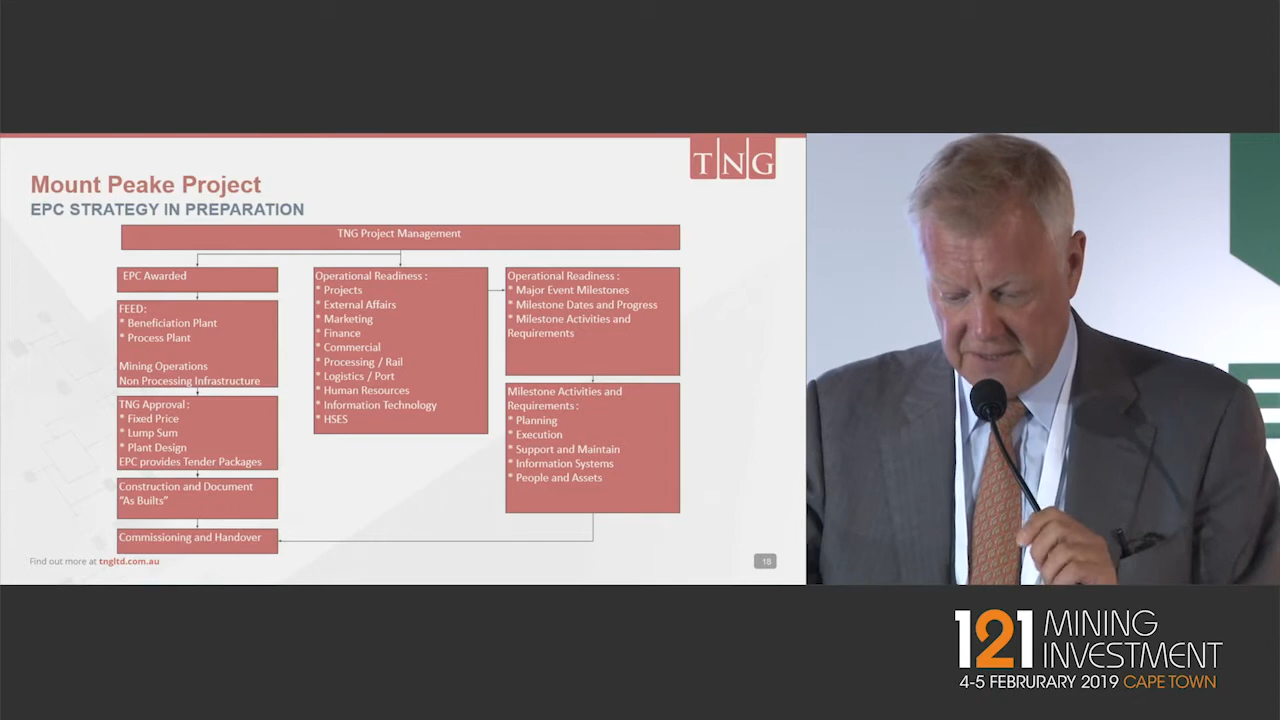 TNG
Mount Peake Project
EPC STRATEGY IN PREPARATION
TNG Project Management
EPC Awarded
FEED:
* Beneficiation Plant
* Process Plant
Mining Operations
Non Processing Infrastructure
TNG Approval :
* Fixed Price
* Lump Sum
* Plant Design
EPC provides Tender Packages
Construction and Document
"As Builts"
Commissioning and Handover
Operational Readiness :
* Projects
* External Affairs
* Marketing
* Finance
* Commercial
* Processing / Rail
* Logistics / Port
* Human Resources
* Information Technology
* HSES
Operational Readiness :
* Major Event Milestones
* Milestone Dates and Progress
* Milestone Activities and
Requirements
Milestone Activities and
Requirements :
* Planning
* Execution
* Support and Maintain
* Information Systems
* People and Assets
Find out more at tngltd.com.au
18
121 MINING
INVESTMENT
4-5 FEBRURARY 2019 CAPE TOWN